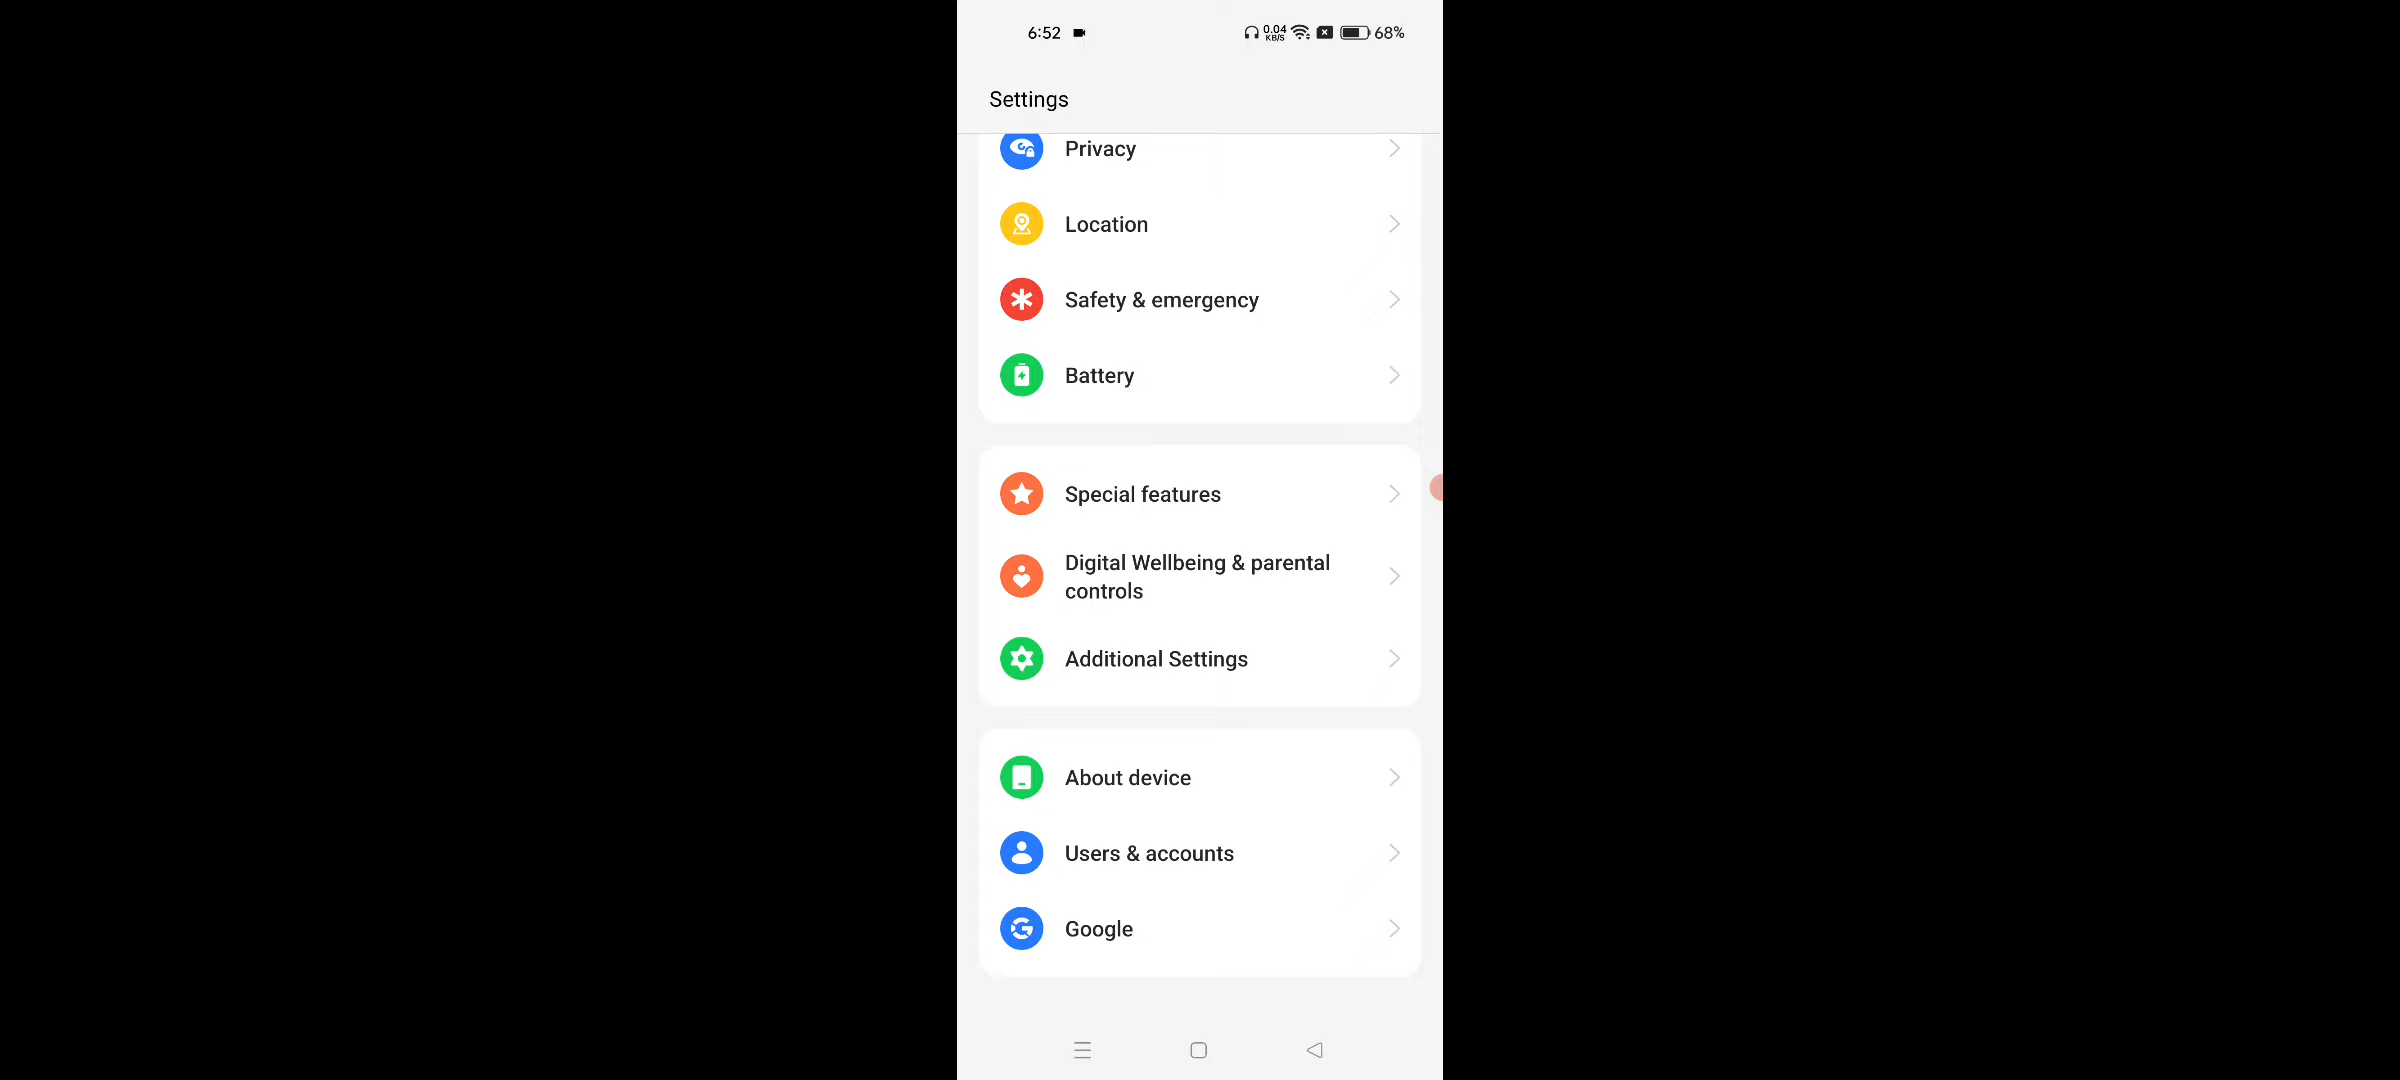 6:52
0.04
KB/S
68%
Settings
Privacy
Location
Safety & emergency
Battery
Special features
Digital Wellbeing & parental
controls
Additional Settings
About device
Users & accounts
Google